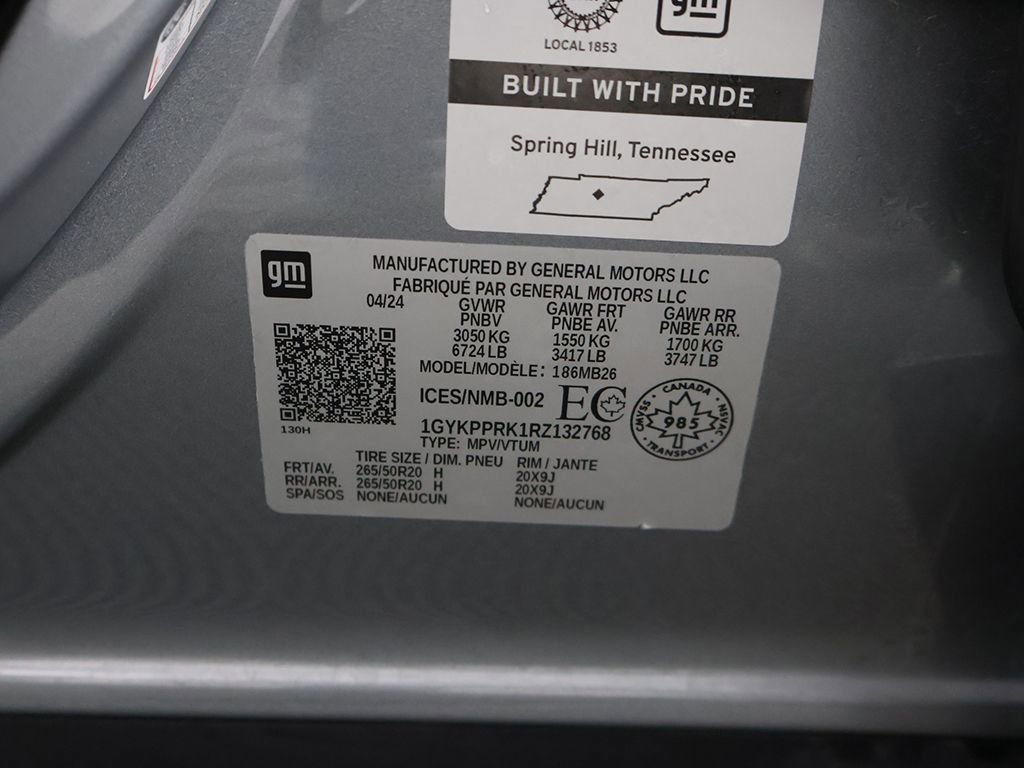 gm
LOCAL 1853
BUILT WITH PRIDE
Spring Hill, Tennessee
gm
MANUFACTURED BY GENERAL MOTORS LLC
FABRIQUÉ PAR GENERAL MOTORS LLC
04/24 GVWR GAWR FRT GAWR RR
PNBV PNBE AV. PNBE ARR.
3050 KG 1550 KG 1700 KG
6724 LB 3417 LB 3747 LB
MODEL/MODÈLE: 186MB26
ICES/NMB-002 EC
CANADA CMVSS NSVAC 985 TRANSPORT
130H
1GYKPPRK1RZ132768
TYPE: MPV/VTUM
TIRE SIZE / DIM. PNEU RIM / JANTE
FRT/AV. 265/50R20 H 20X9J
RR/ARR. 265/50R20 H 20X9J
SPA/SOS NONE/AUCUN NONE/AUCUN